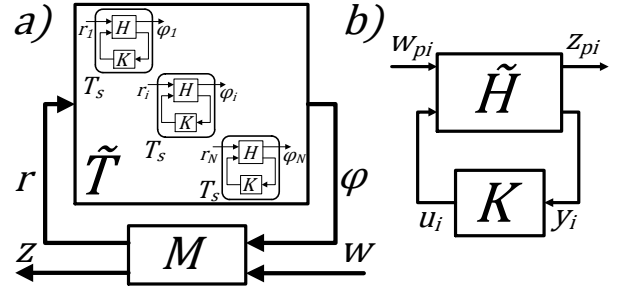 a)
r1 H φ1
K
Ts
ri H φi
K
Ts
rN H φN
K
Ts
T̃
r
φ
M
z
w
b)
wpi zpi
H̃
K
ui yi